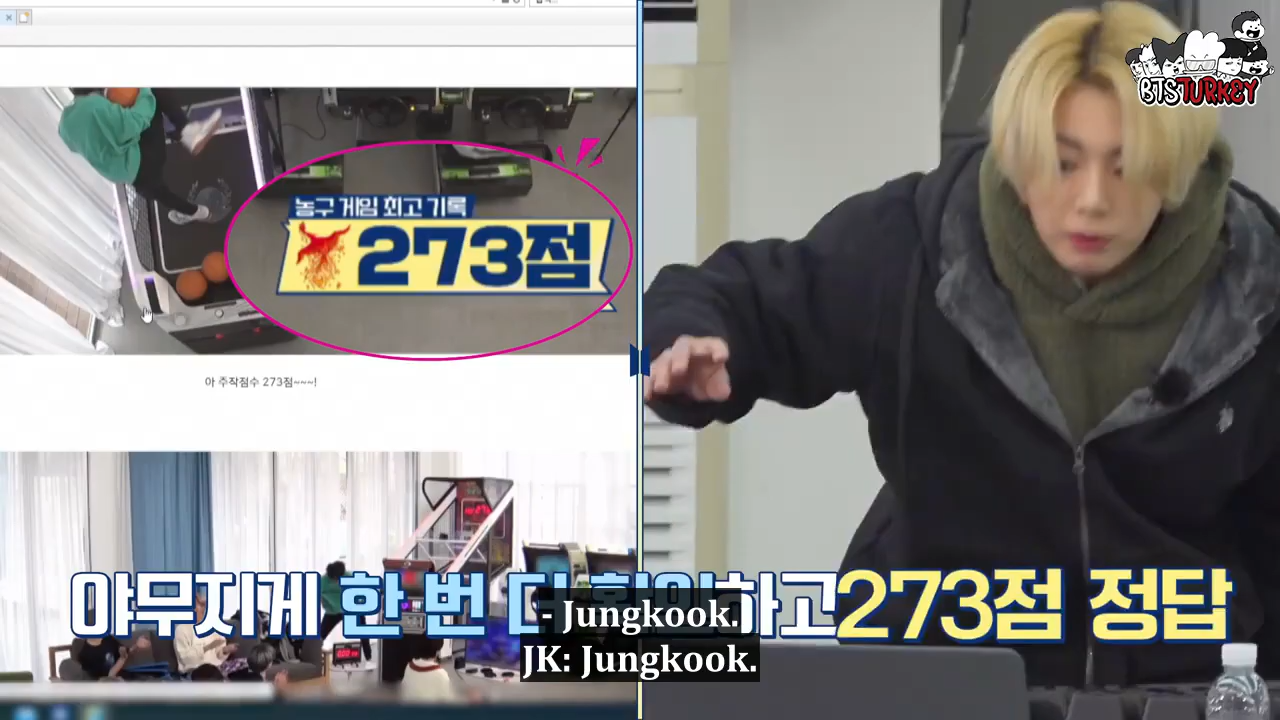 BTSTURKEY
농구 게임 최고 기록
273점
아 주작점수 273점~~~!
야무지게 한 번 더 확인하고 273점 정답
- Jungkook.
JK: Jungkook.